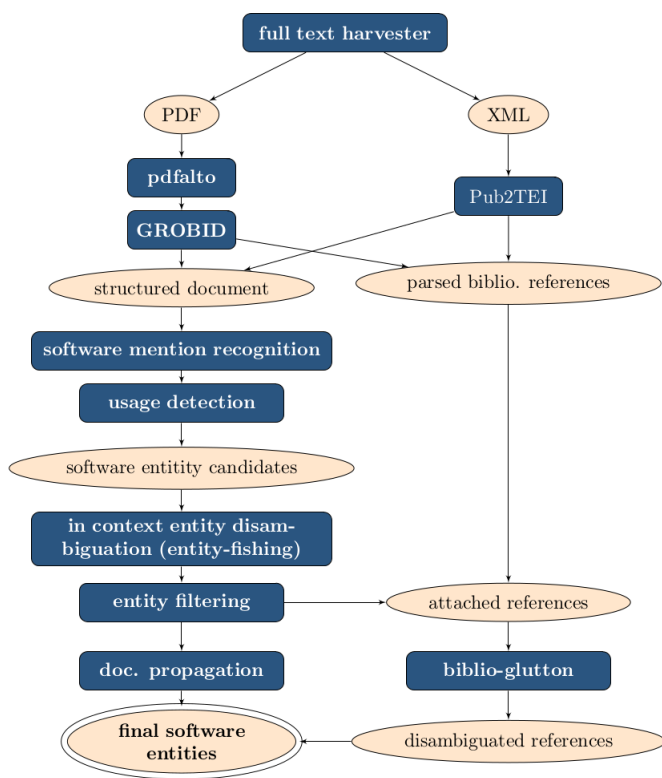 full text harvester
PDF
XML
pdfalto
Pub2TEI
GROBID
structured document
parsed biblio. references
software mention recognition
usage detection
software entitity candidates
in context entity disam-
biguation (entity-fishing)
entity filtering
attached references
doc. propagation
biblio-glutton
final software
entities
disambiguated references